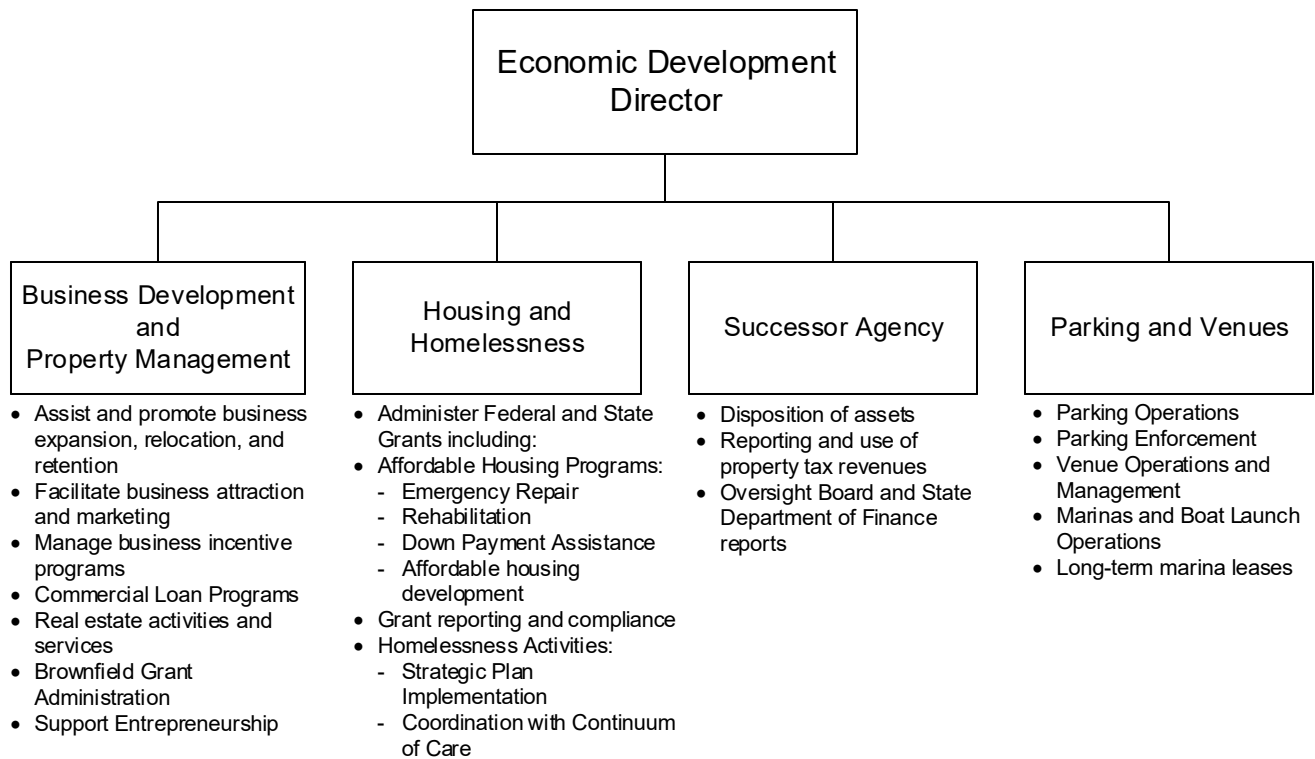 Economic Development
Director
Business Development
and
Property Management
• Assist and promote business
expansion, relocation, and
retention
• Facilitate business attraction
and marketing
• Manage business incentive
programs
• Commercial Loan Programs
• Real estate activities and
services
• Brownfield Grant
Administration
• Support Entrepreneurship
Housing and
Homelessness
• Administer Federal and State
Grants including:
• Affordable Housing Programs:
- Emergency Repair
- Rehabilitation
- Down Payment Assistance
- Affordable housing
development
• Grant reporting and compliance
• Homelessness Activities:
- Strategic Plan
Implementation
- Coordination with Continuum
of Care
Successor Agency
• Disposition of assets
• Reporting and use of
property tax revenues
• Oversight Board and State
Department of Finance
reports
Parking and Venues
• Parking Operations
• Parking Enforcement
• Venue Operations and
Management
• Marinas and Boat Launch
Operations
• Long-term marina leases